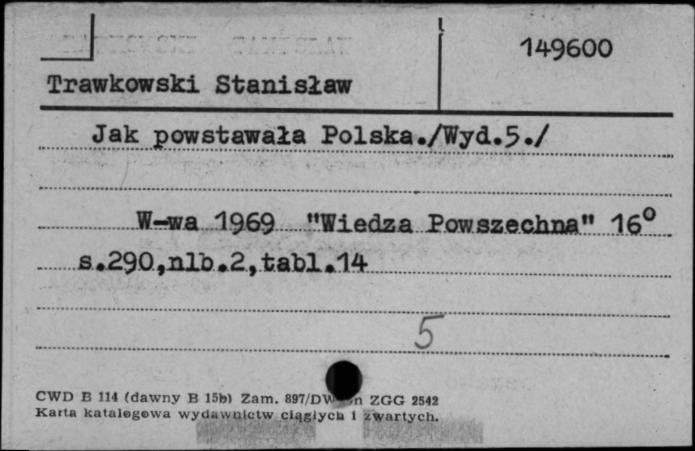 149600
Trawkowski Stanisław
Jak powstawała Polska./Wyd.5./
W-wa 1969 "Wiedza Powszechna" 16°
s.290,nlb.2,tabl.14
5
CWD B 114 (dawny B 15b) Zam. 897/DW ZGG 2542
Karta katalogowa wydawnictw ciągłych i zwartych.